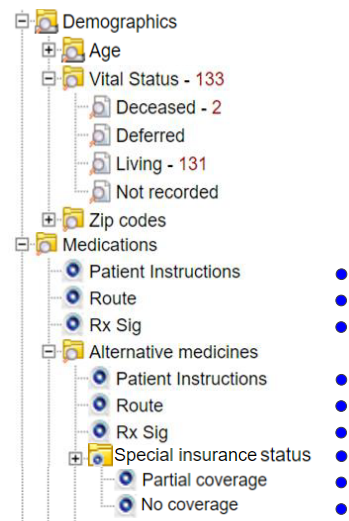 Demographics
Age
Vital Status - 133
Deceased - 2
Deferred
Living - 131
Not recorded
Zip codes
Medications
Patient Instructions
Route
Rx Sig
Alternative medicines
Patient Instructions
Route
Rx Sig
Special insurance status
Partial coverage
No coverage